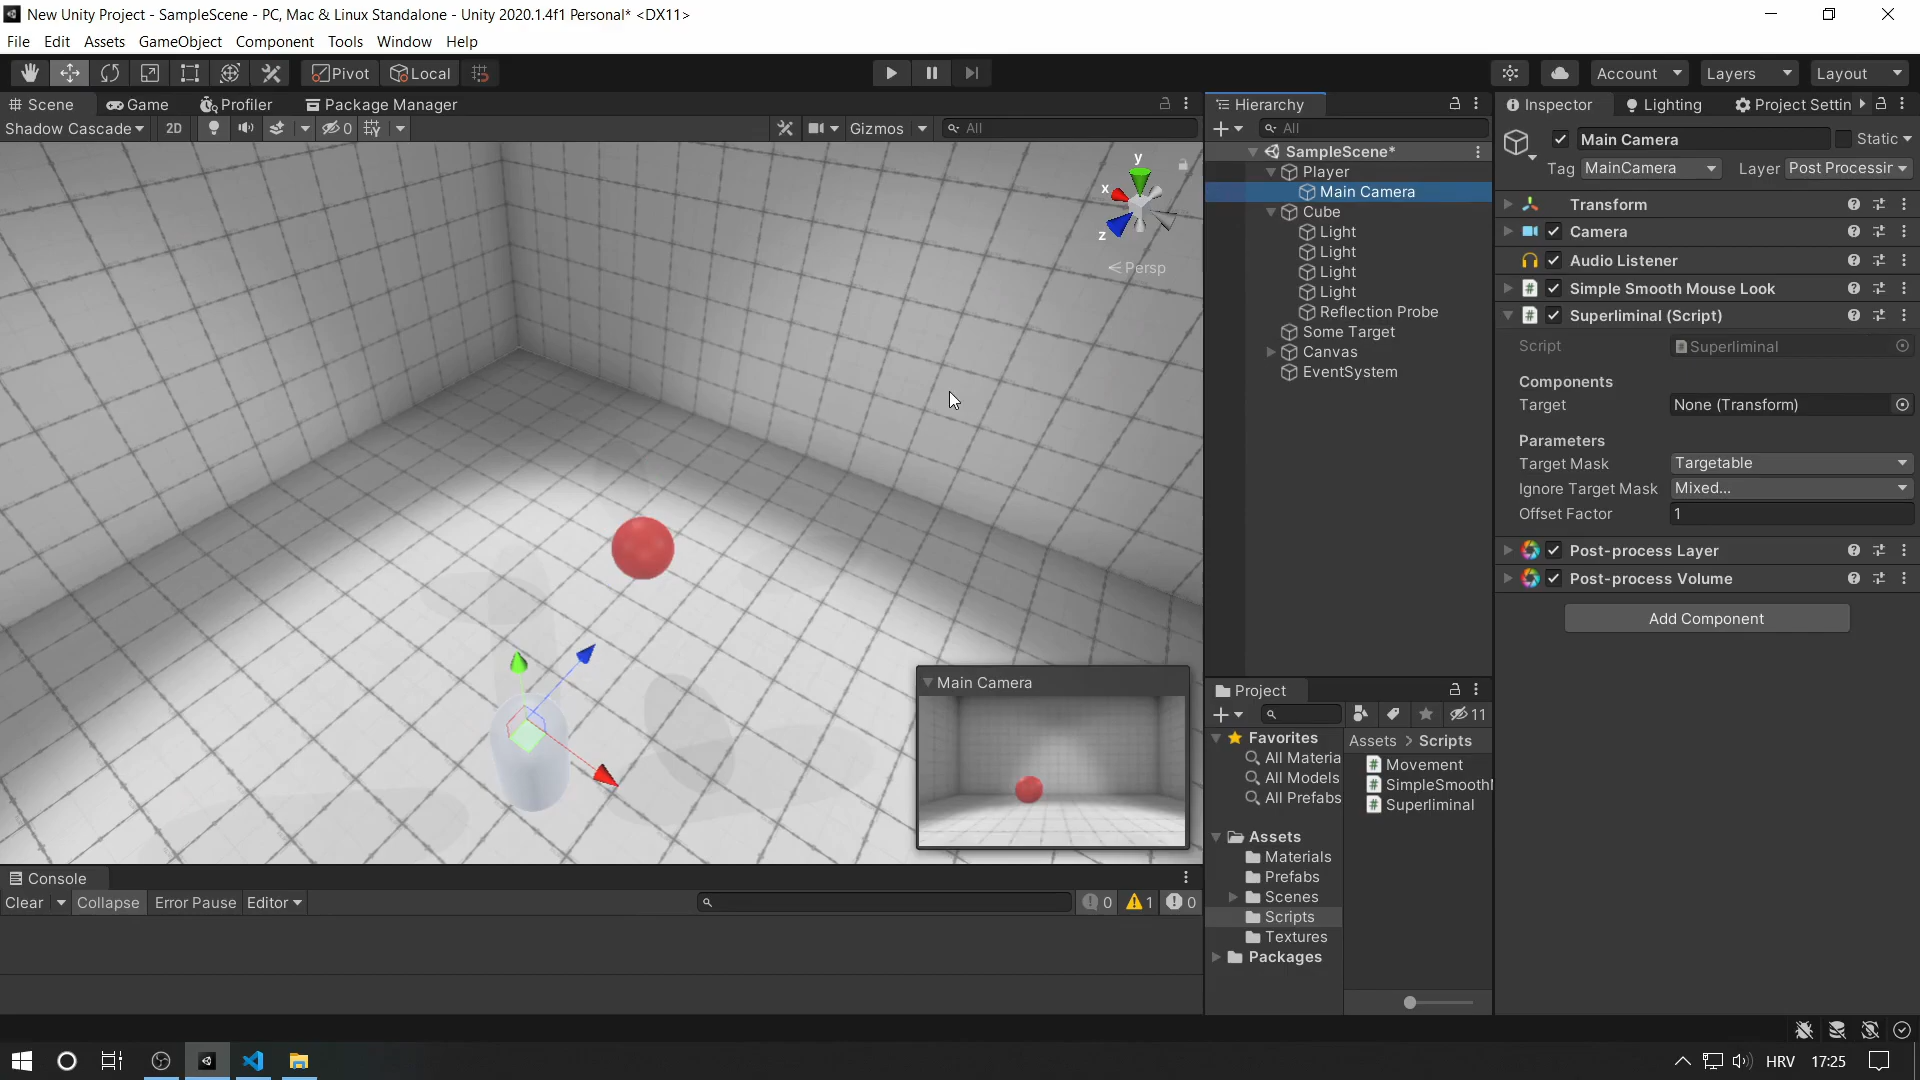 New Unity Project - SampleScene - PC, Mac & Linux Standalone - Unity 2020.1.4f1 Personal* <DX11>
File Edit Assets GameObject Component Tools Window Help
Pivot Local Account Layers Layout
Scene Game Profiler Package Manager
Shadow Cascade 2D 0 Gizmos All
y
x
z
Persp
Main Camera
Console
Clear Collapse Error Pause Editor 0 1 0
Hierarchy
All
SampleScene*
Player
Main Camera
Cube
Light
Light
Light
Light
Reflection Probe
Some Target
Canvas
EventSystem
Project
11
Favorites
All Materia
All Models
All Prefabs
Assets
Materials
Prefabs
Scenes
Scripts
Textures
Packages
Assets > Scripts
Movement
SimpleSmooth
Superliminal
Inspector Lighting Project Settin
Main Camera Static
Tag MainCamera Layer Post Processir
Transform
Camera
Audio Listener
Simple Smooth Mouse Look
Superliminal (Script)
Script Superliminal
Components
Target None (Transform)
Parameters
Target Mask Targetable
Ignore Target Mask Mixed...
Offset Factor 1
Post-process Layer
Post-process Volume
Add Component
HRV 17:25